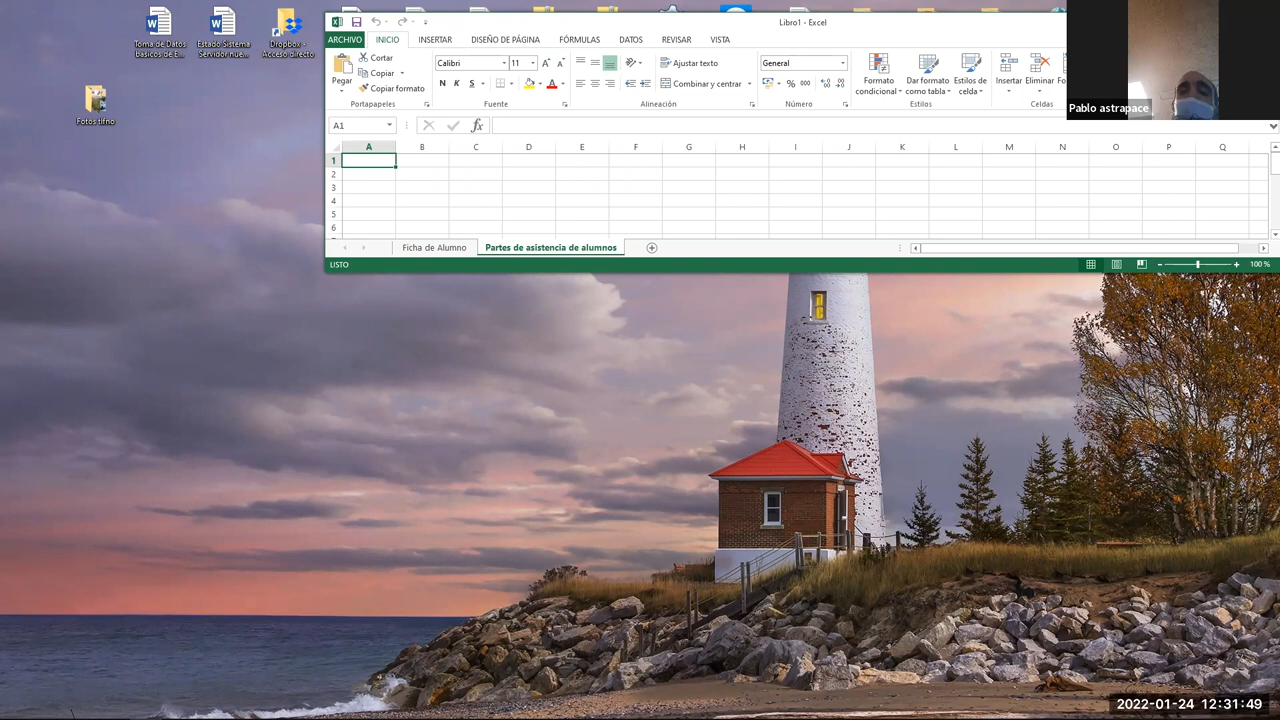 Toma de Datos
Básicos de E...
Estado Sistema
Servidor nue...
Dropbox -
Acceso directo
Fotos tlfno
Libro1 - Excel
ARCHIVO INICIO INSERTAR DISEÑO DE PÁGINA FÓRMULAS DATOS REVISAR VISTA
Pegar
Cortar
Copiar
Copiar formato
Portapapeles
Calibri 11
N K S
Fuente
Ajustar texto
Combinar y centrar
Alineación
General
% 000
Número
Formato
condicional
Dar formato
como tabla
Estilos de
celda
Estilos
Insertar Eliminar Fo
Celdas
Pablo astrapace
A1 fx
A B C D E F G H I J K L M N O P Q
1
2
3
4
5
6
Ficha de Alumno Partes de asistencia de alumnos
LISTO 100 %
2022-01-24 12:31:49